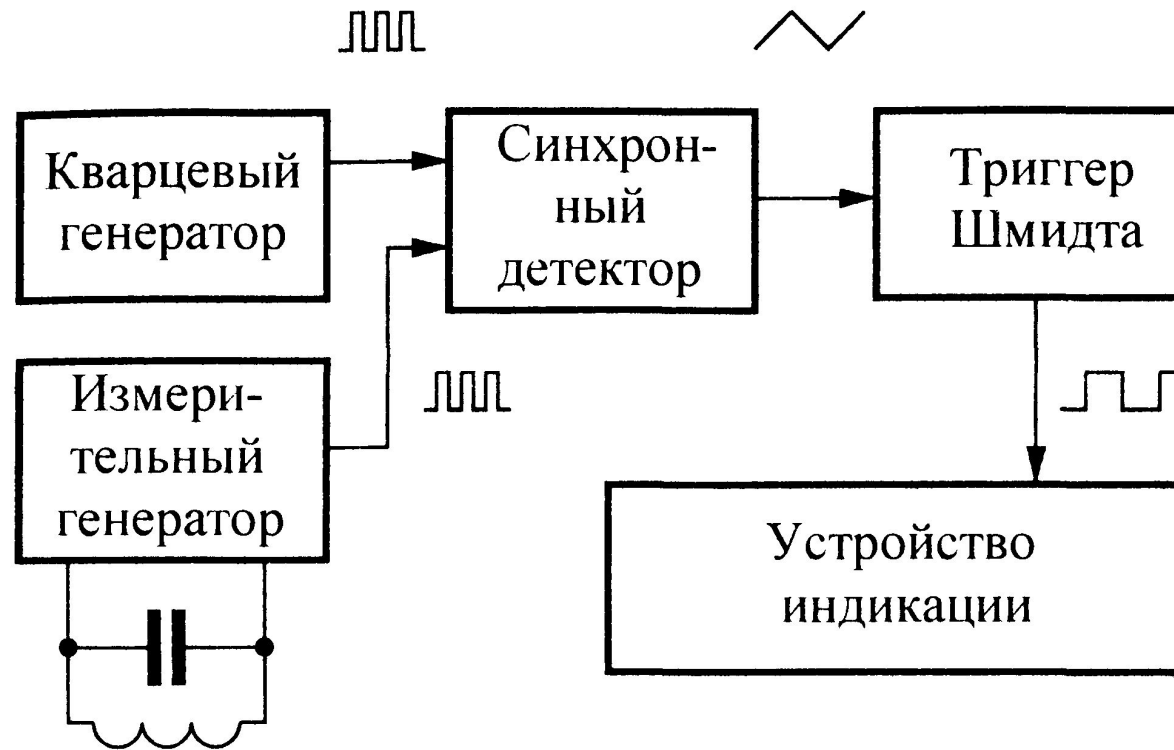 Кварцевый
генератор
Синхрон-
ный
детектор
Триггер
Шмидта
Измери-
тельный
генератор
Устройство
индикации